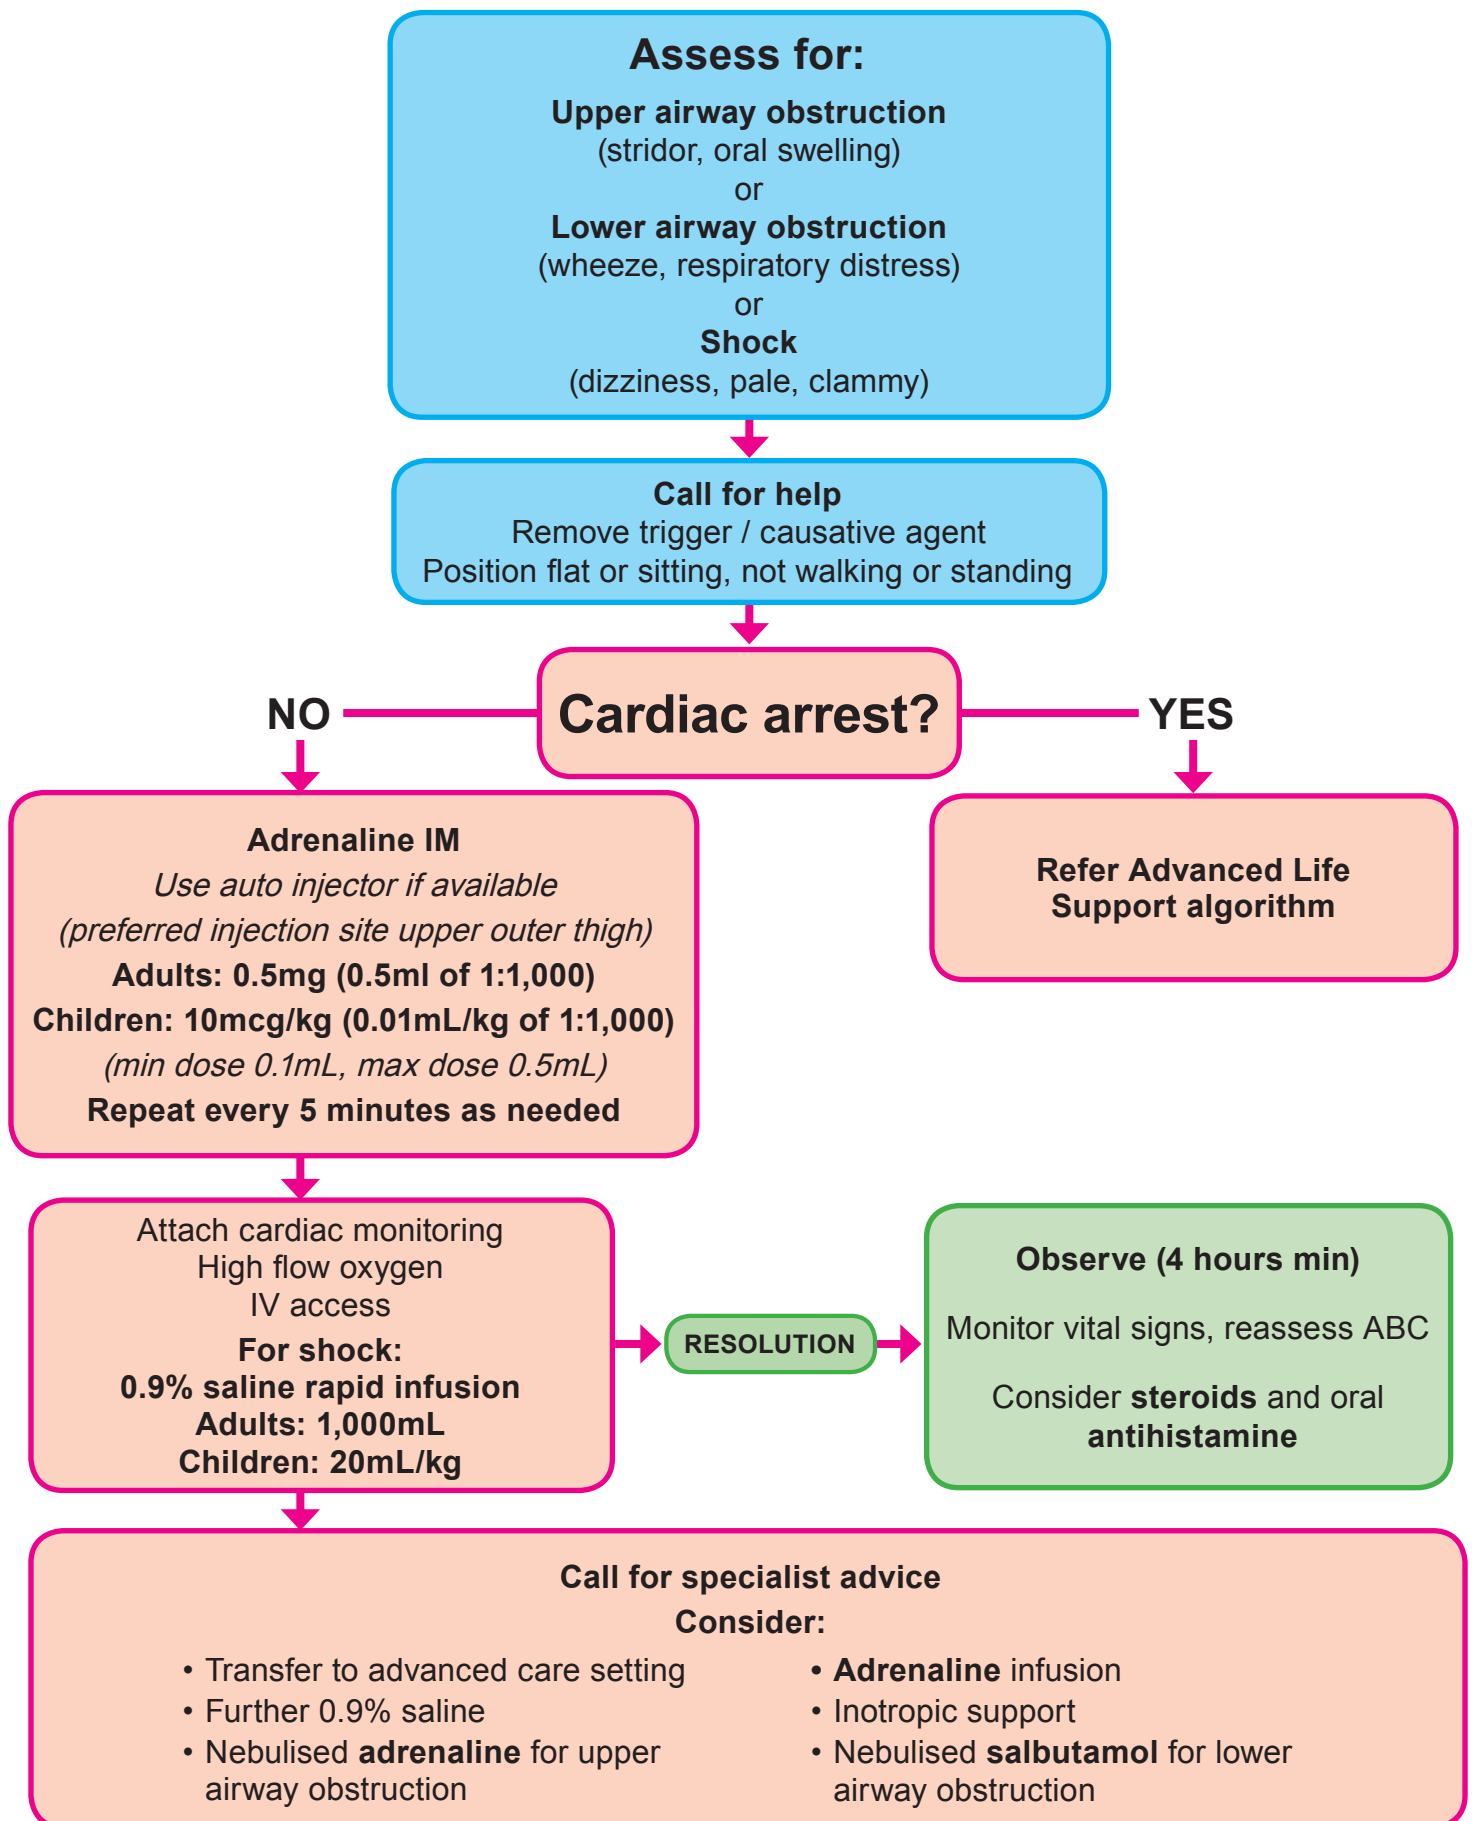 Assess for:
Upper airway obstruction
(stridor, oral swelling)
or
Lower airway obstruction
(wheeze, respiratory distress)
or
Shock
(dizziness, pale, clammy)
Call for help
Remove trigger / causative agent
Position flat or sitting, not walking or standing
Cardiac arrest?
NO
YES
Adrenaline IM
Use auto injector if available
(preferred injection site upper outer thigh)
Adults: 0.5mg (0.5ml of 1:1,000)
Children: 10mcg/kg (0.01mL/kg of 1:1,000)
(min dose 0.1mL, max dose 0.5mL)
Repeat every 5 minutes as needed
Refer Advanced Life
Support algorithm
Attach cardiac monitoring
High flow oxygen
IV access
For shock:
0.9% saline rapid infusion
Adults: 1,000mL
Children: 20mL/kg
RESOLUTION
Observe (4 hours min)
Monitor vital signs, reassess ABC
Consider steroids and oral
antihistamine
Call for specialist advice
Consider:
• Transfer to advanced care setting
• Further 0.9% saline
• Nebulised adrenaline for upper
airway obstruction
• Adrenaline infusion
• Inotropic support
• Nebulised salbutamol for lower
airway obstruction